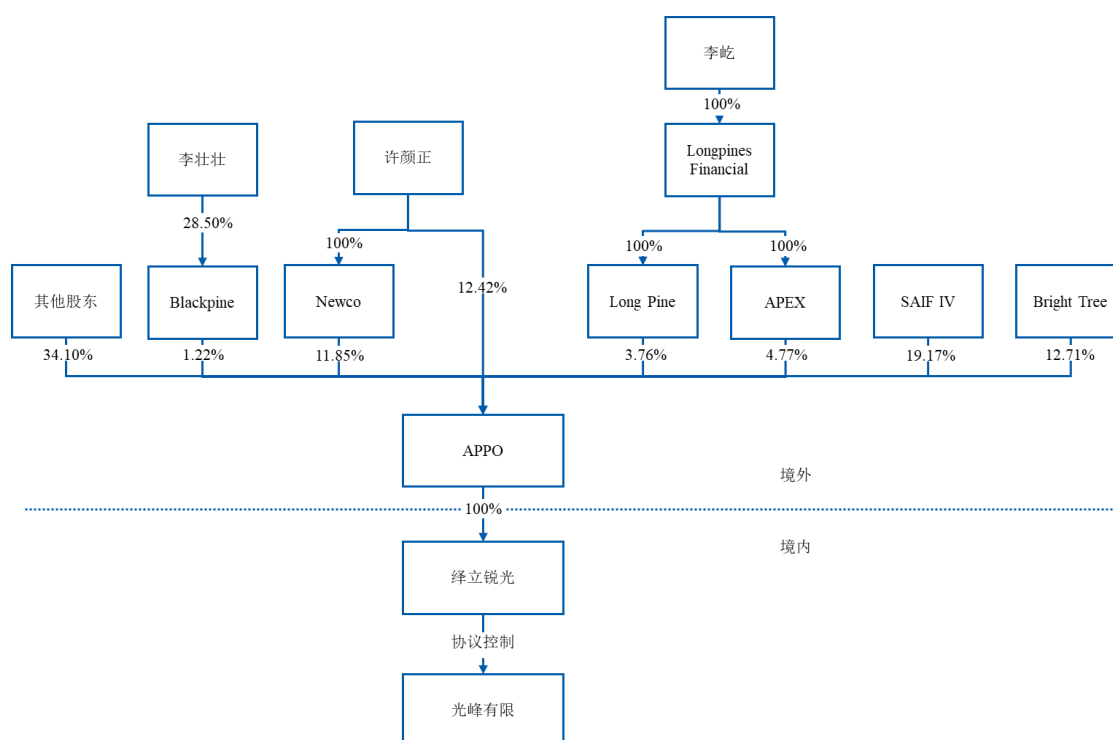 李屹
100%
李壮壮
许颜正
Longpines
Financial
28.50%
100%
100%
100%
12.42%
其他股东
Blackpine
Newco
Long Pine
APEX
SAIF IV
Bright Tree
34.10%
1.22%
11.85%
3.76%
4.77%
19.17%
12.71%
APPO
境外
100%
境内
绎立锐光
协议控制
光峰有限